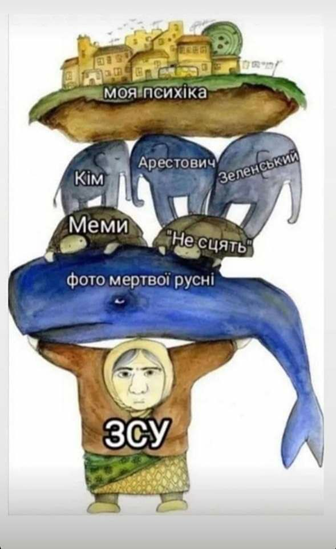 моя психіка
Кім
Арестович
Зеленський
Меми
"Не сцять"
фото мертвої русні
ЗСУ